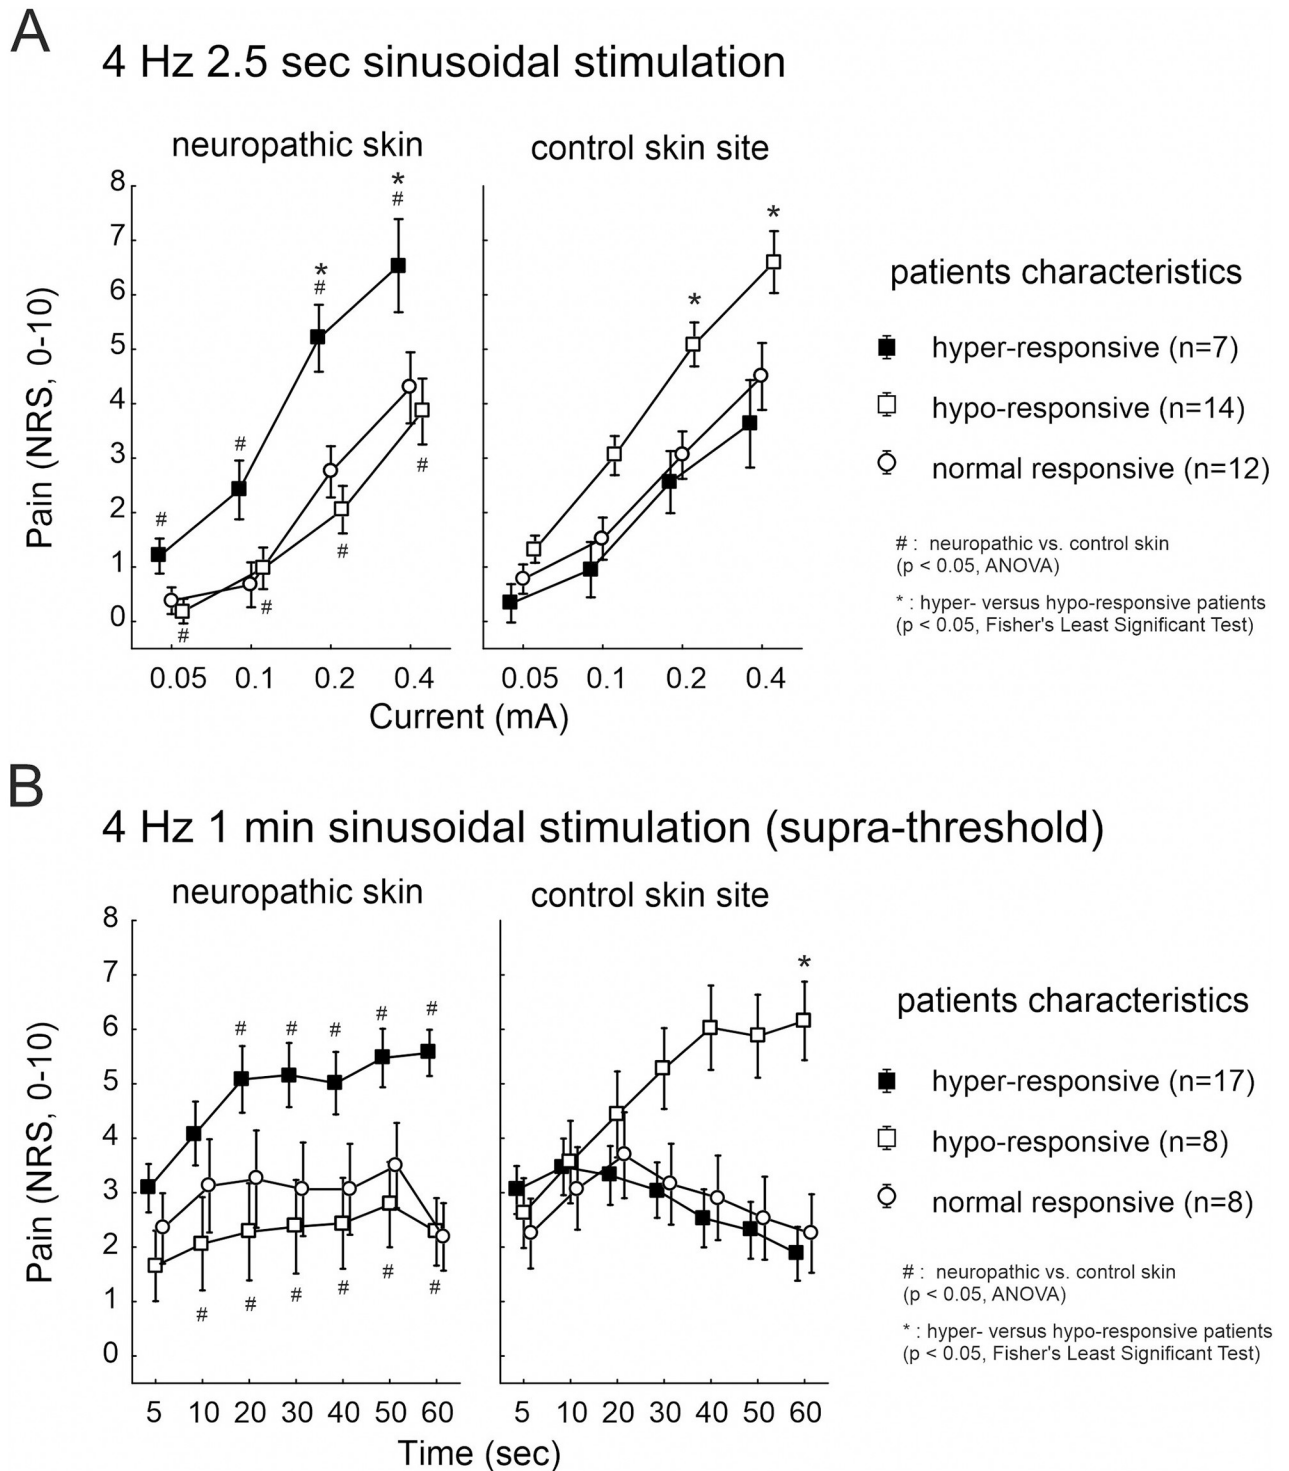 A
4 Hz 2.5 sec sinusoidal stimulation
neuropathic skin
control skin site
8
7
6
5
4
3
2
1
0
Pain (NRS, 0-10)
* *
# #
* *
#
#
#
#
#
#
#
0.05 0.1 0.2 0.4
0.05 0.1 0.2 0.4
Current (mA)
patients characteristics
hyper-responsive (n=7)
hypo-responsive (n=14)
normal responsive (n=12)
# : neuropathic vs. control skin
(p < 0.05, ANOVA)
* : hyper- versus hypo-responsive patients
(p < 0.05, Fisher's Least Significant Test)
B
4 Hz 1 min sinusoidal stimulation (supra-threshold)
neuropathic skin
control skin site
8
7
6
5
4
3
2
1
0
Pain (NRS, 0-10)
# # # # #
# # # # # #
*
5 10 20 30 40 50 60
5 10 20 30 40 50 60
Time (sec)
patients characteristics
hyper-responsive (n=17)
hypo-responsive (n=8)
normal responsive (n=8)
# : neuropathic vs. control skin
(p < 0.05, ANOVA)
* : hyper- versus hypo-responsive patients
(p < 0.05, Fisher's Least Significant Test)